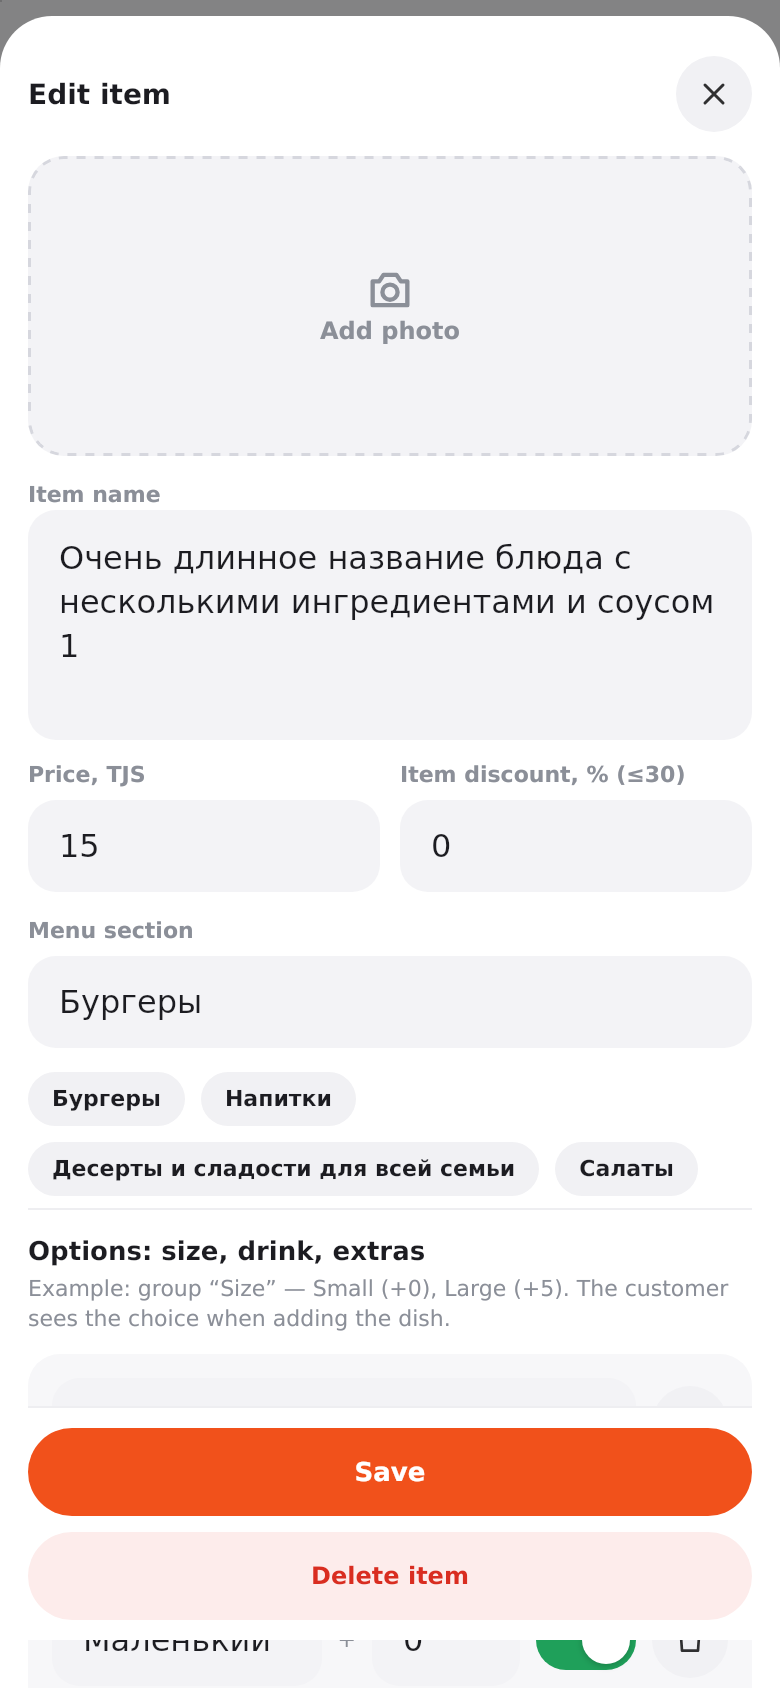 Edit item
Add photo
Item name
Очень длинное название блюда с
несколькими ингредиентами и соусом
1
Price, TJS
Item discount, % (≤30)
15
0
Menu section
Бургеры
Бургеры
Напитки
Десерты и сладости для всей семьи
Салаты
Options: size, drink, extras
Example: group “Size” — Small (+0), Large (+5). The customer
sees the choice when adding the dish.
Save
Delete item
Маленький + 0